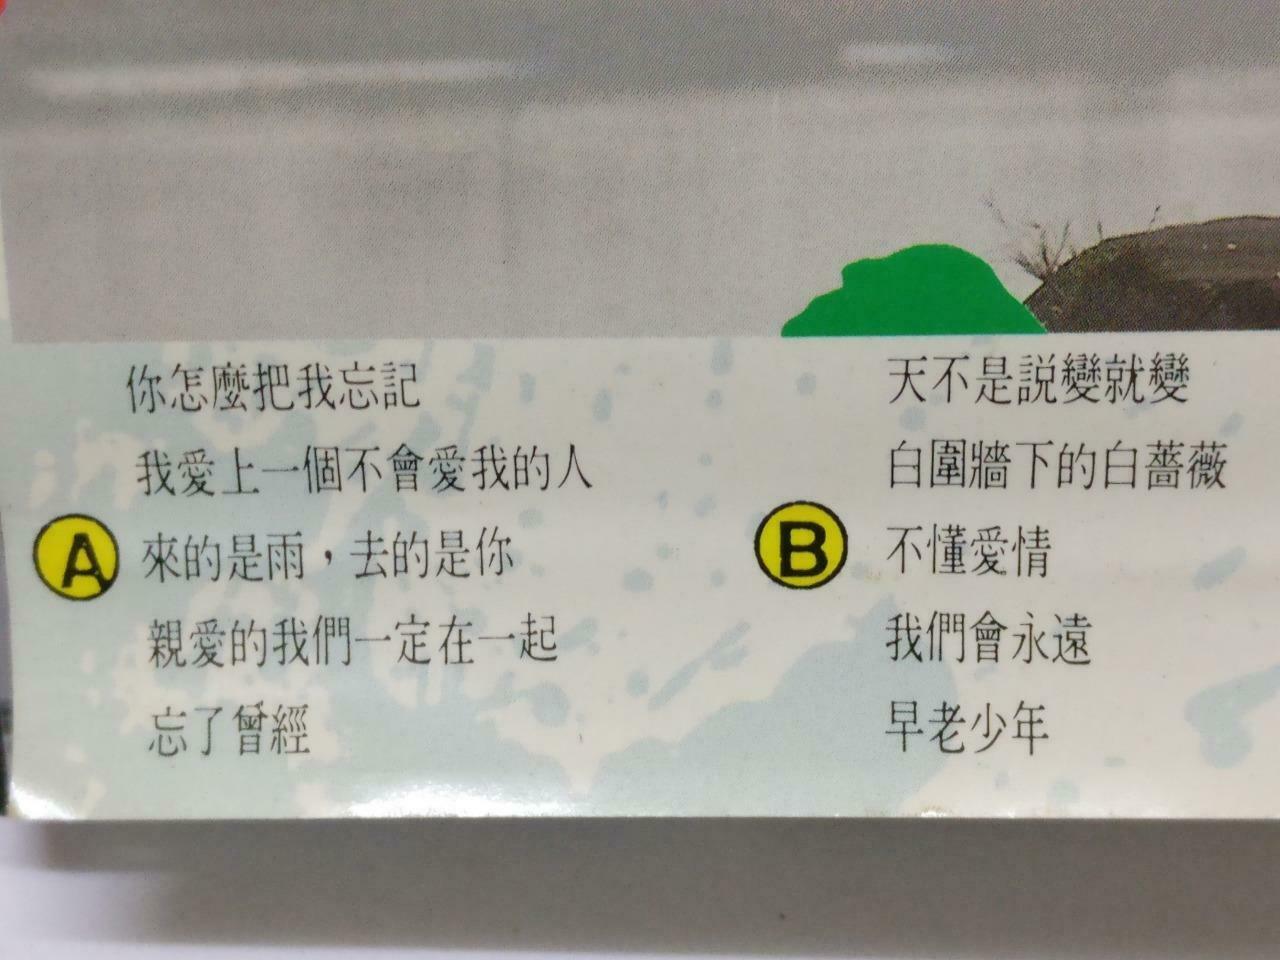 A
你怎麼把我忘記
我愛上一個不會愛我的人
來的是雨，去的是你
親愛的我們一定在一起
忘了曾經
B
天不是説變就變
白圍牆下的白薔薇
不懂愛情
我們會永遠
早老少年